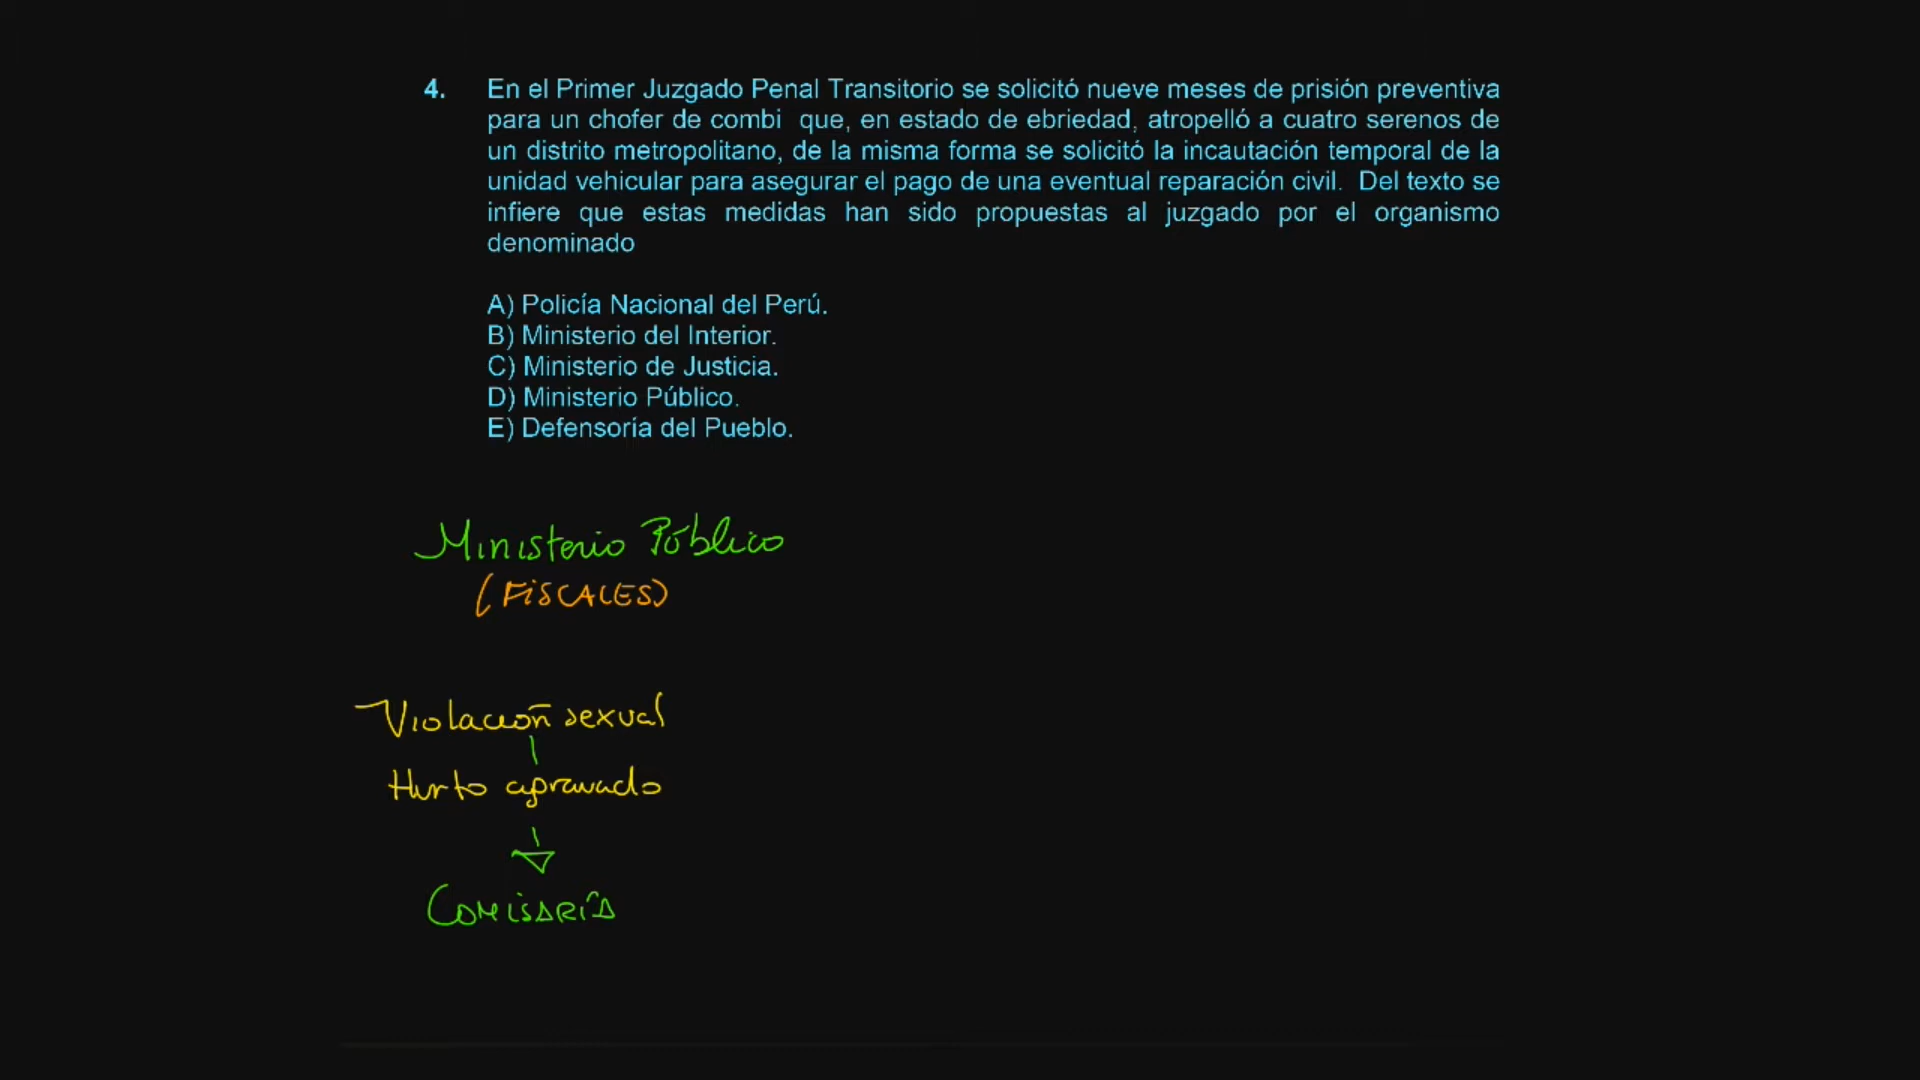 4. En el Primer Juzgado Penal Transitorio se solicitó nueve meses de prisión preventiva
para un chofer de combi que, en estado de ebriedad, atropelló a cuatro serenos de
un distrito metropolitano, de la misma forma se solicitó la incautación temporal de la
unidad vehicular para asegurar el pago de una eventual reparación civil. Del texto se
infiere que estas medidas han sido propuestas al juzgado por el organismo
denominado
A) Policía Nacional del Perú.
B) Ministerio del Interior.
C) Ministerio de Justicia.
D) Ministerio Público.
E) Defensoría del Pueblo.
Ministerio Público
(FISCALES)
Violación sexual
Hurto agravado
COMISARÍA